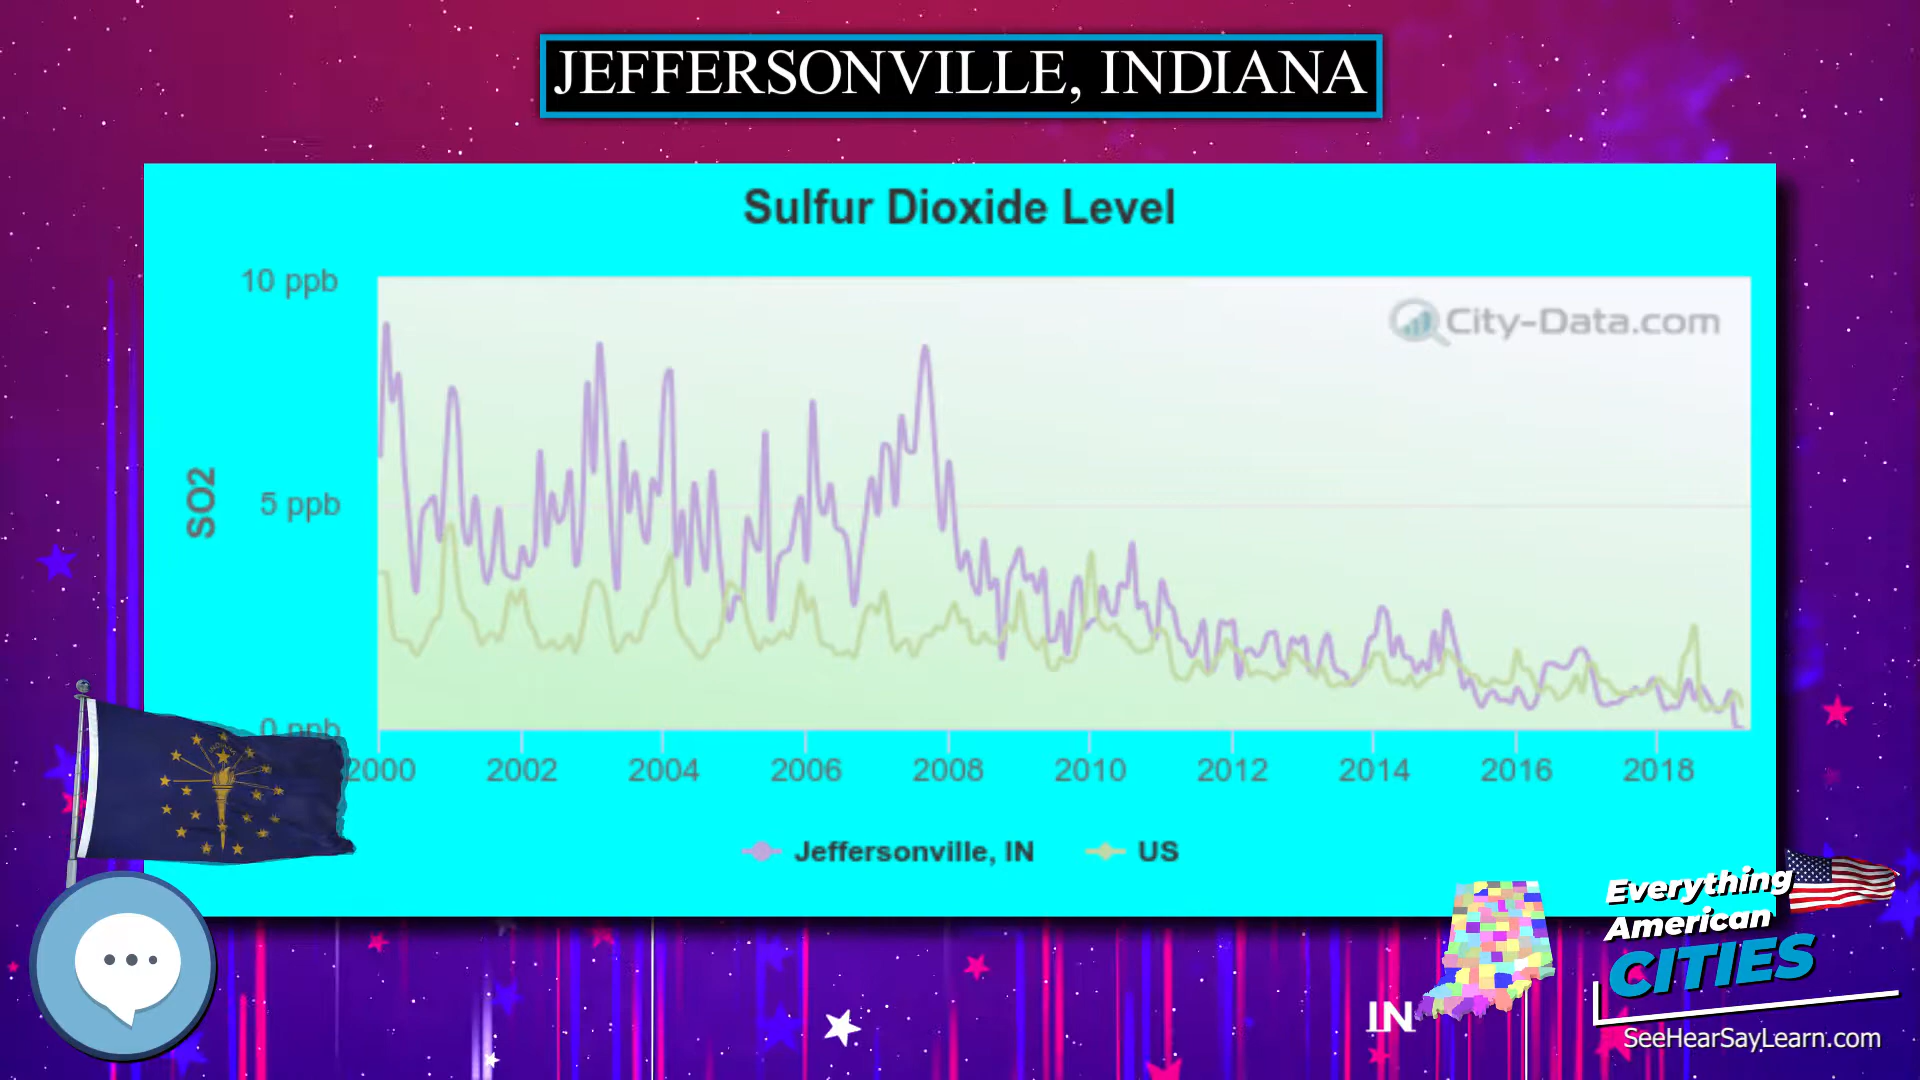 JEFFERSONVILLE, INDIANA
Sulfur Dioxide Level
10 ppb
City-Data.com
SO2
5 ppb
0 ppb
2000 2002 2004 2006 2008 2010 2012 2014 2016 2018
Jeffersonville, IN US
Everything
American
CITIES
IN
SeeHearSayLearn.com